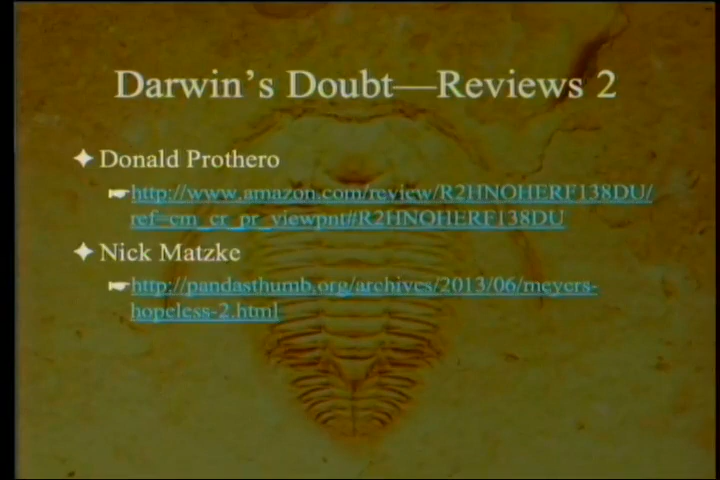 Darwin's Doubt—Reviews 2
Donald Prothero
http://www.amazon.com/review/R2HNOHERF138DU/
ref=cm_cr_pr_viewpnt#R2HNOHERF138DU
Nick Matzke
http://pandasthumb.org/archives/2013/06/meyers-
hopeless-2.html